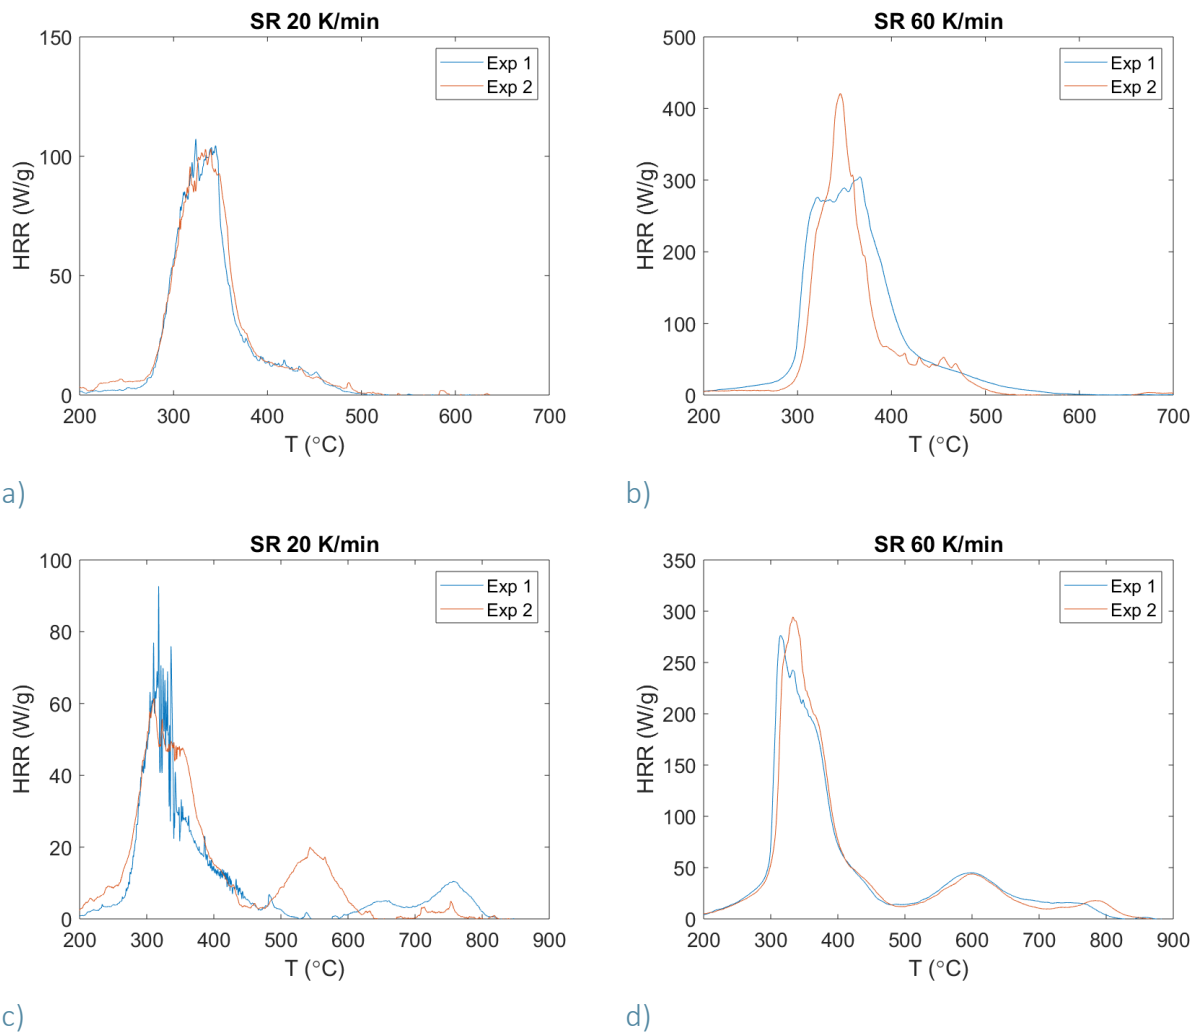 SR 20 K/min
150
100
50
0
200 300 400 500 600 700
HRR (W/g)
T (°C)
Exp 1
Exp 2
a)
SR 60 K/min
500
400
300
200
100
0
200 300 400 500 600 700
HRR (W/g)
T (°C)
Exp 1
Exp 2
b)
SR 20 K/min
100
80
60
40
20
0
200 300 400 500 600 700 800 900
HRR (W/g)
T (°C)
Exp 1
Exp 2
c)
SR 60 K/min
350
300
250
200
150
100
50
0
200 300 400 500 600 700 800 900
HRR (W/g)
T (°C)
Exp 1
Exp 2
d)